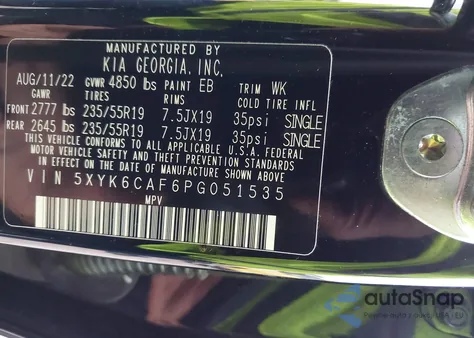 MANUFACTURED BY
KIA GEORGIA, INC.
AUG/11/22 GVWR 4850 lbs PAINT EB TRIM WK
GAWR TIRES RIMS COLD TIRE INFL
FRONT 2777 lbs 235/55R19 7.5JX19 35psi SINGLE
REAR 2645 lbs 235/55R19 7.5JX19 35psi SINGLE
THIS VEHICLE CONFORMS TO ALL APPLICABLE U.S.A. FEDERAL
MOTOR VEHICLE SAFETY, BUMPER,
AND THEFT PREVENTION STANDARDS
IN EFFECT ON THE DATE OF MANUFACTURE SHOWN ABOVE
VIN 5XYK6CAF6PG051535
MPV
autoSnap